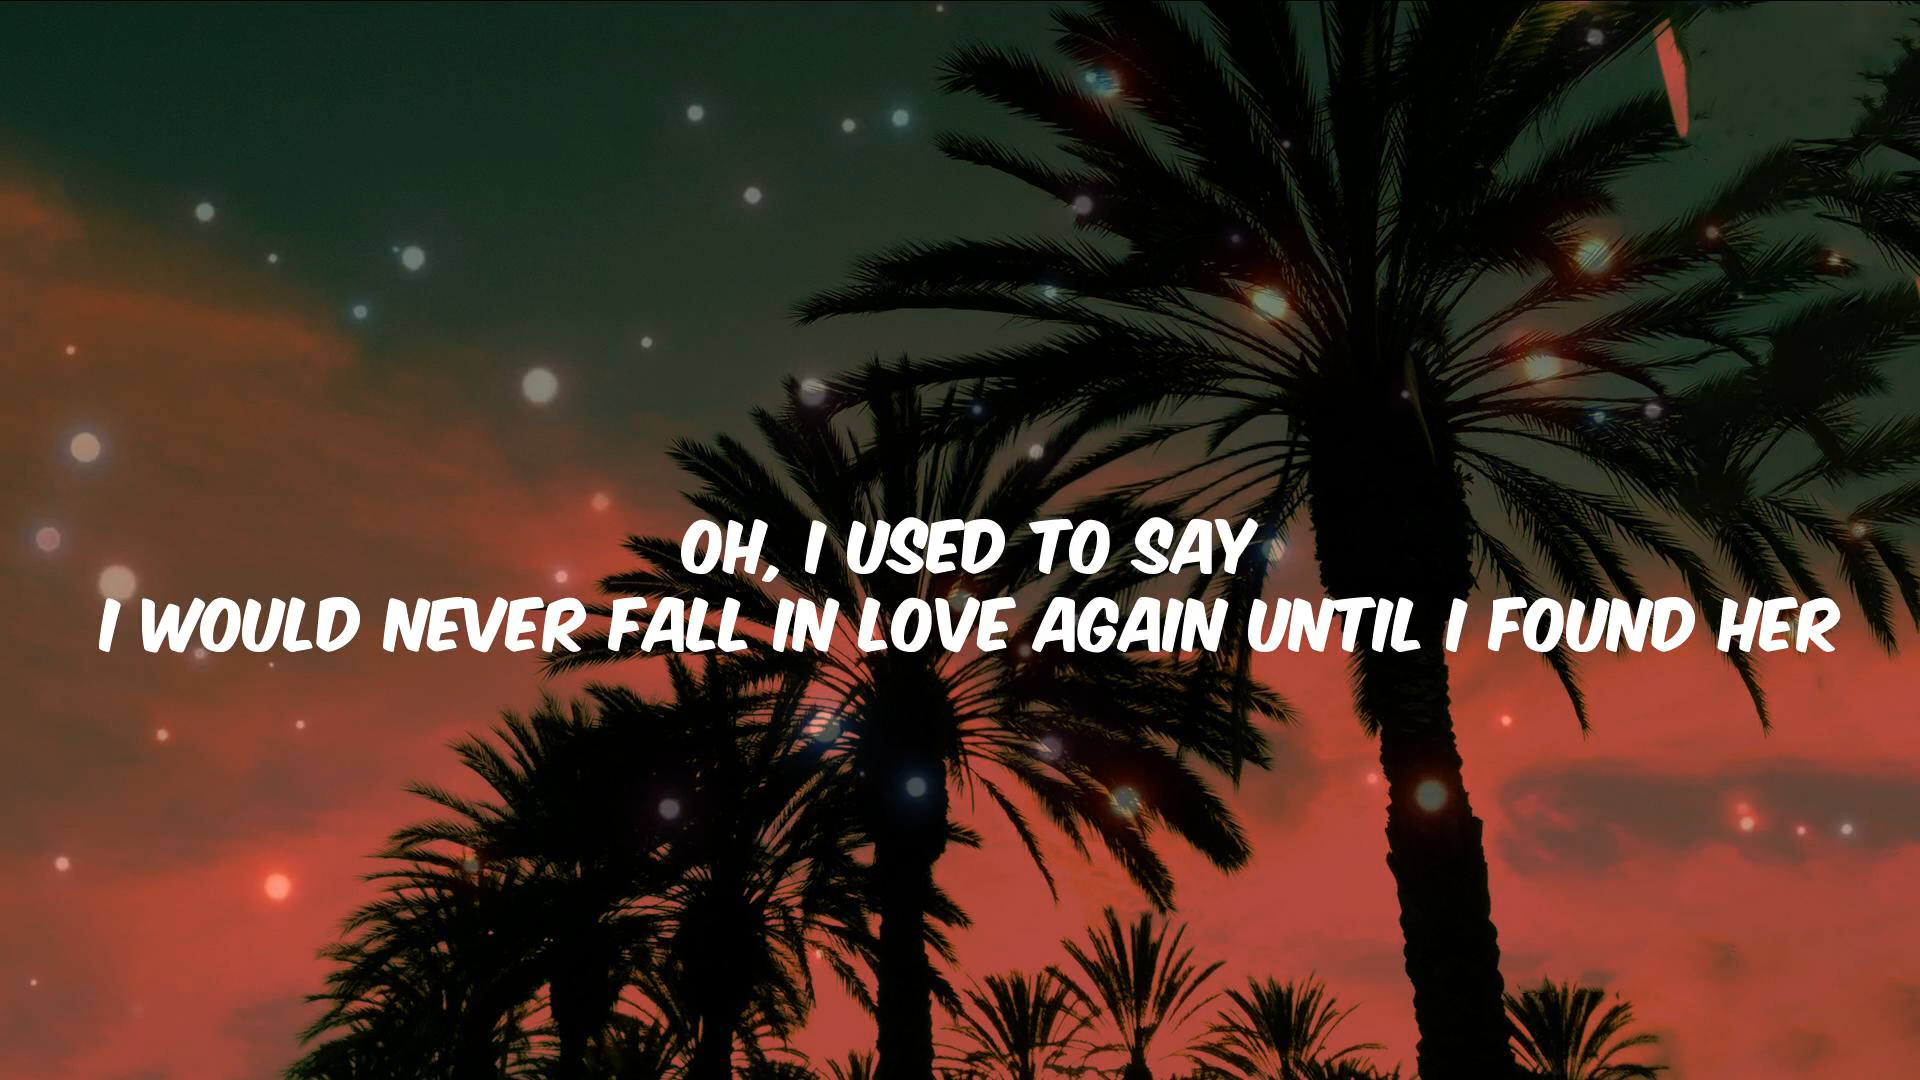 OH, I USED TO SAY
I WOULD NEVER FALL IN LOVE AGAIN UNTIL I FOUND HER